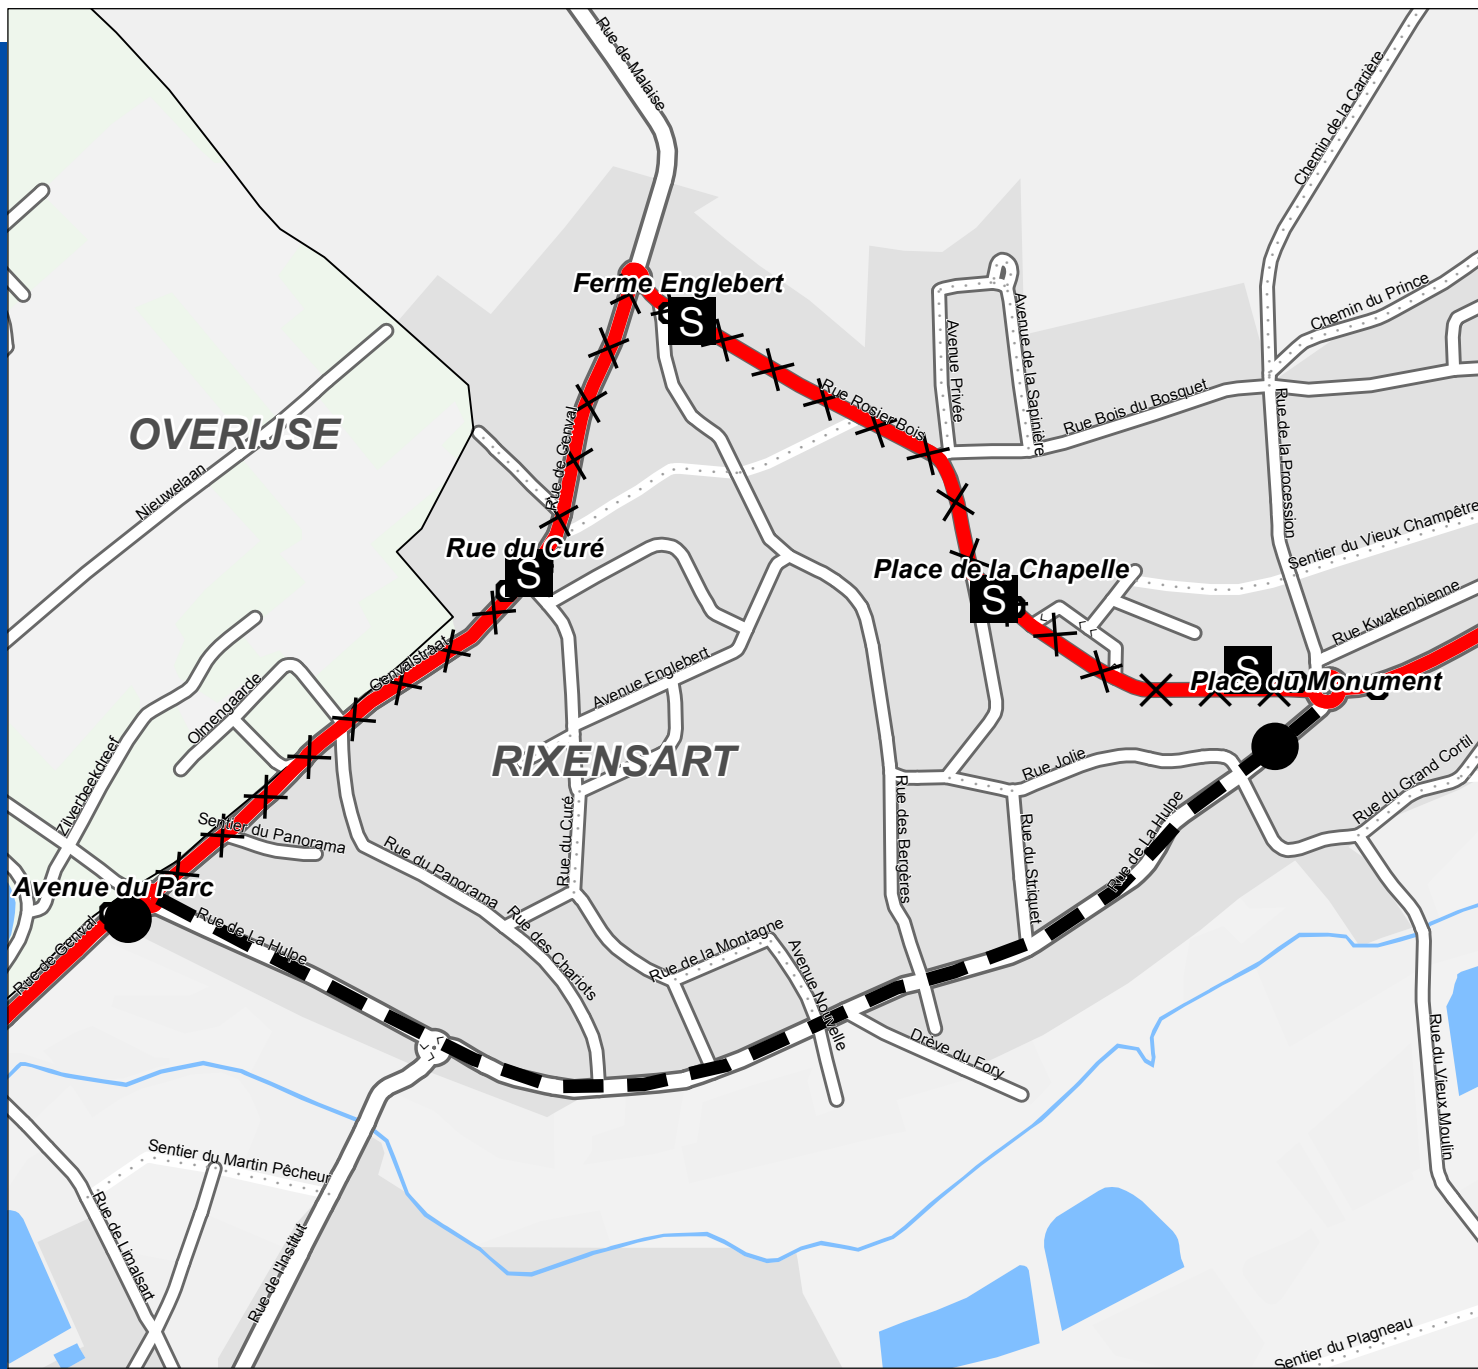 Rue de Malaise
Chemin de la Carrière
Ferme Englebert
S
Chemin du Prince
Avenue de la Sapinière
Avenue Privée
Rue Rosier Bois
Rue Bois du Bosquet
Rue de la Procession
OVERIJSE
Nieuwelaan
Rue de Genval
Sentier du Vieux Champêtre
Rue du Curé
S
Place de la Chapelle
S
Rue Kwakenbienne
Genvalstraat
Avenue Englebert
S
Place du Monument
Olmengaarde
Zilverbeekdreef
RIXENSART
Rue Jolie
Rue du Grand Cortil
Sentier du Panorama
Rue du Panorama
Rue du Curé
Rue des Bergères
Rue du Striquet
Rue de La Hulpe
Avenue du Parc
Rue de Genval
Rue de La Hulpe
Rue des Chariots
Rue de la Montagne
Avenue Nouvelle
Drève du Fory
Rue du Vieux Moulin
Sentier du Martin Pêcheur
Rue de Limalsart
Rue de l'Institut
Sentier du Plagneau